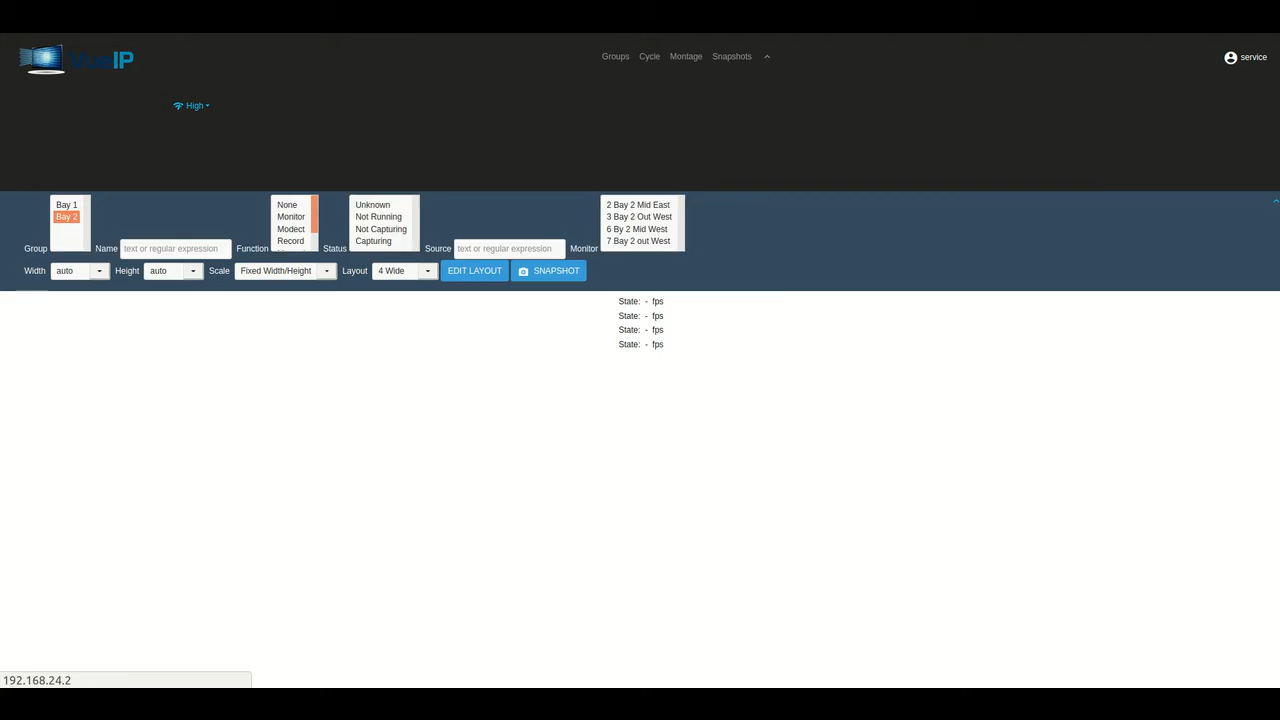 VueIP
Groups Cycle Montage Snapshots
service
High
Group
Bay 1
Bay 2
Name text or regular expression
Function
None
Monitor
Modect
Record
Status
Unknown
Not Running
Not Capturing
Capturing
Source text or regular expression
Monitor
2 Bay 2 Mid East
3 Bay 2 Out West
6 By 2 Mid West
7 Bay 2 out West
Width auto Height auto Scale Fixed Width/Height Layout 4 Wide EDIT LAYOUT SNAPSHOT
State: - fps
State: - fps
State: - fps
State: - fps
192.168.24.2